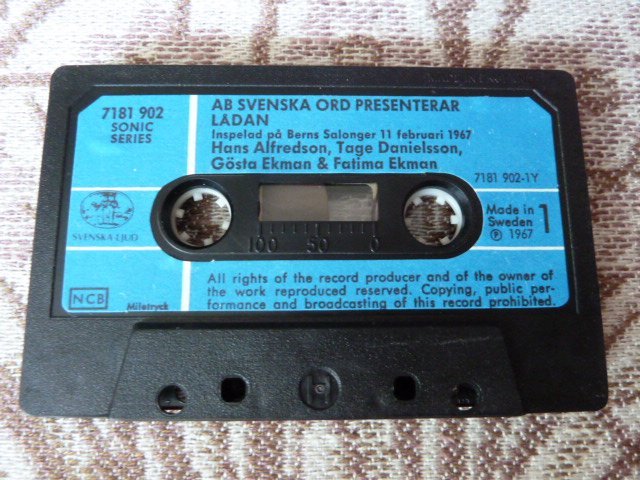 7181 902
SONIC
SERIES
AB SVENSKA ORD PRESENTERAR
LÅDAN
Inspelad på Berns Salonger 11 februari 1967
Hans Alfredson, Tage Danielsson,
Gösta Ekman & Fatima Ekman
7181 902-1Y
SVENSKA LJUD
100 50 0
Made in
Sweden
℗ 1967
1
All rights of the record producer and of the owner of
the work reproduced reserved. Copying, public per-
formance and broadcasting of this record prohibited.
NCB
Miletryck